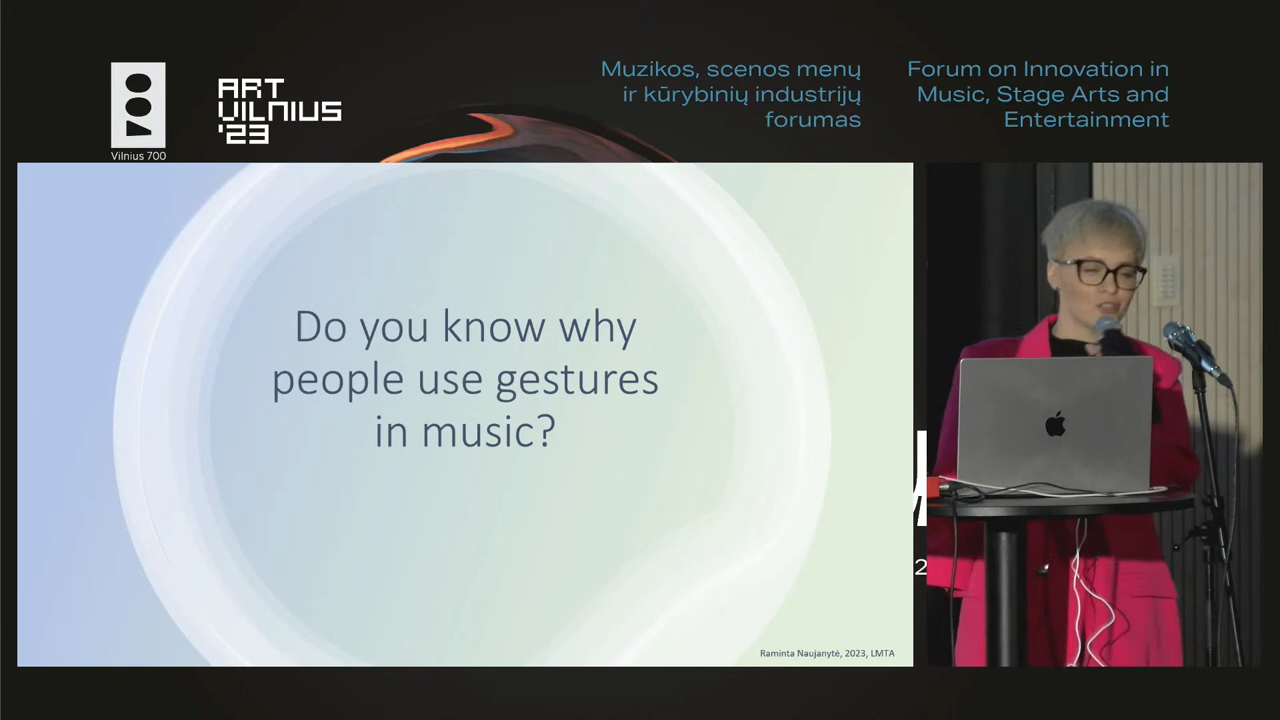 Vilnius 700
ART
VILNIUS
'23
Muzikos, scenos menų
ir kūrybinių industrijų
forumas
Forum on Innovation in
Music, Stage Arts and
Entertainment
Do you know why
people use gestures
in music?
Raminta Naujanytė, 2023, LMTA
2